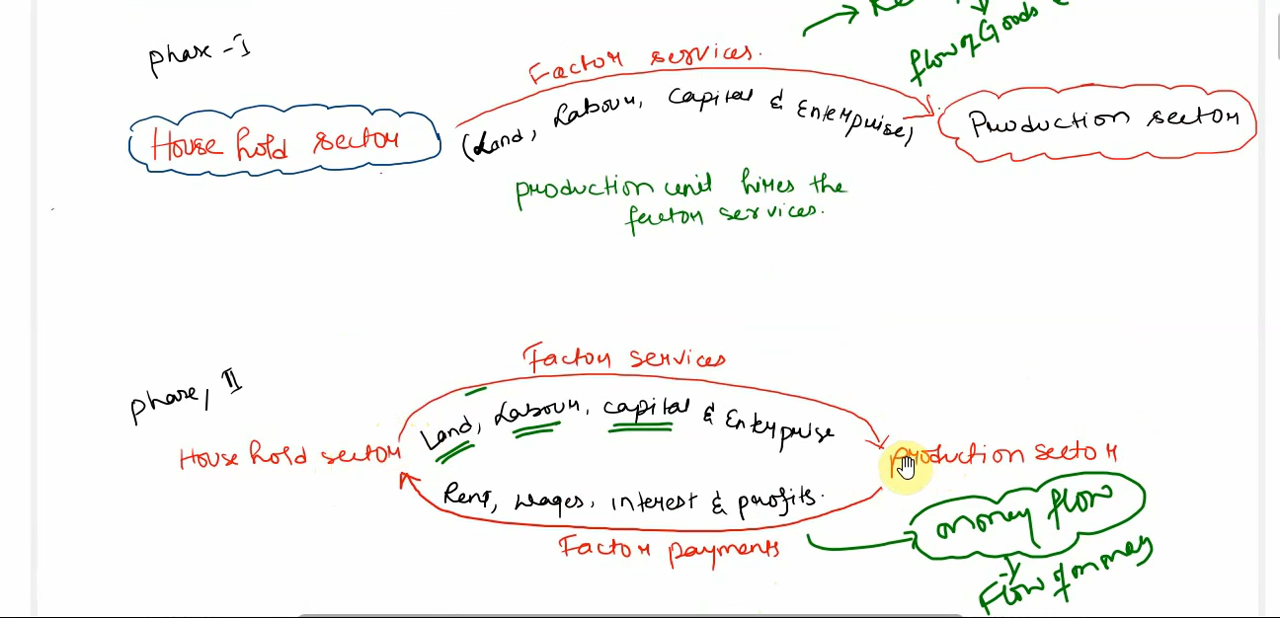 phase - I
flow of Goods
Factor services.
House hold sector
(Land, Labour, Capital & Enterprise)
Production sector
production unit hires the
factor services.
phase, II
Factor services
Land, Labour, capital & Enterprise
House hold sector
production sector
Rent, wages, interest & profits.
Factor payments
money flow
Flow of money